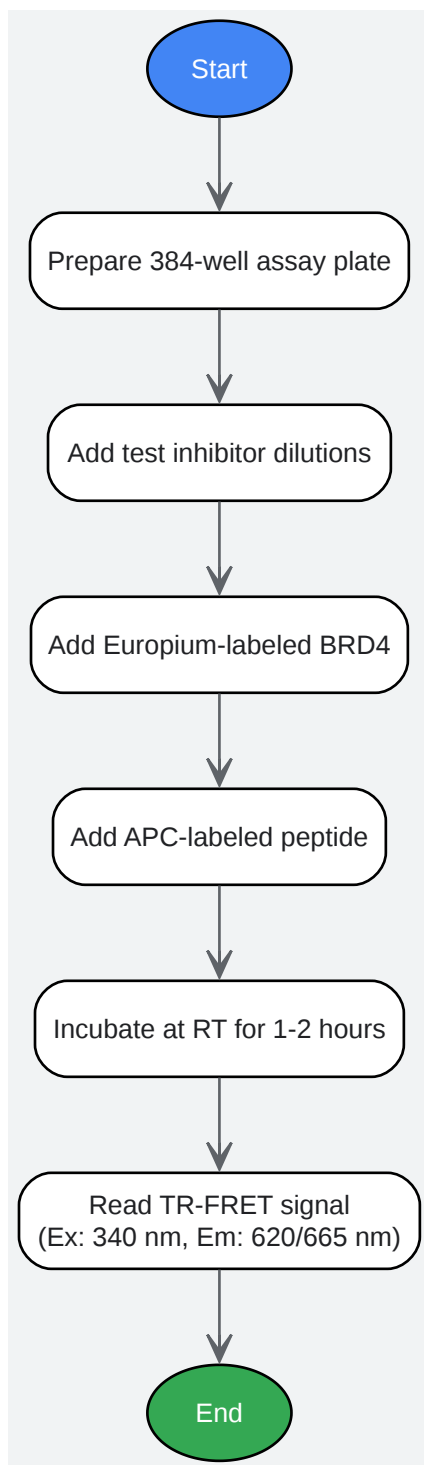 Start
Prepare 384-well assay plate
Add test inhibitor dilutions
Add Europium-labeled BRD4
Add APC-labeled peptide
Incubate at RT for 1-2 hours
Read TR-FRET signal
(Ex: 340 nm, Em: 620/665 nm)
End